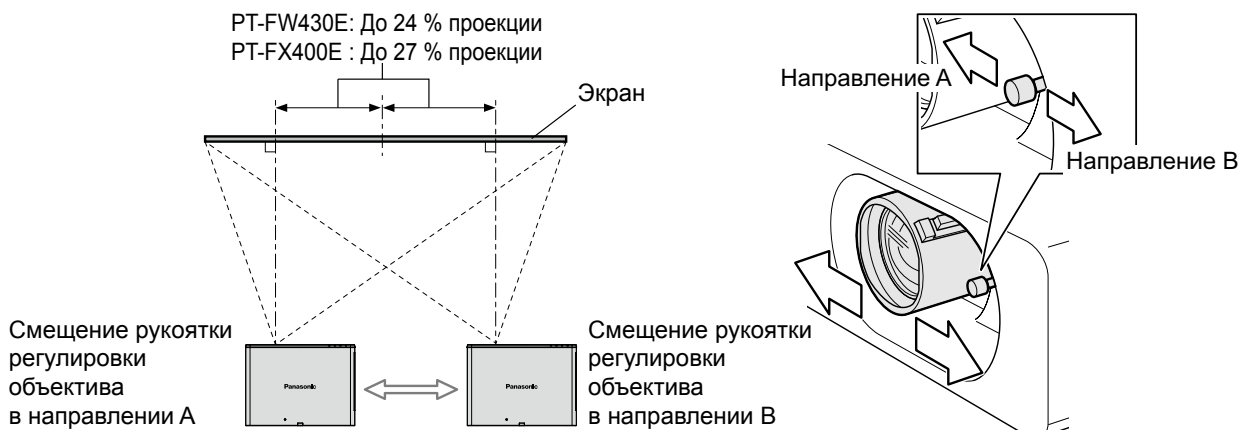 PT-FW430E: До 24 % проекции
PT-FX400E : До 27 % проекции
Экран
Направление А
Направление В
Смещение рукоятки
регулировки
объектива
в направлении А
Panasonic
Panasonic
Смещение рукоятки
регулировки
объектива
в направлении В